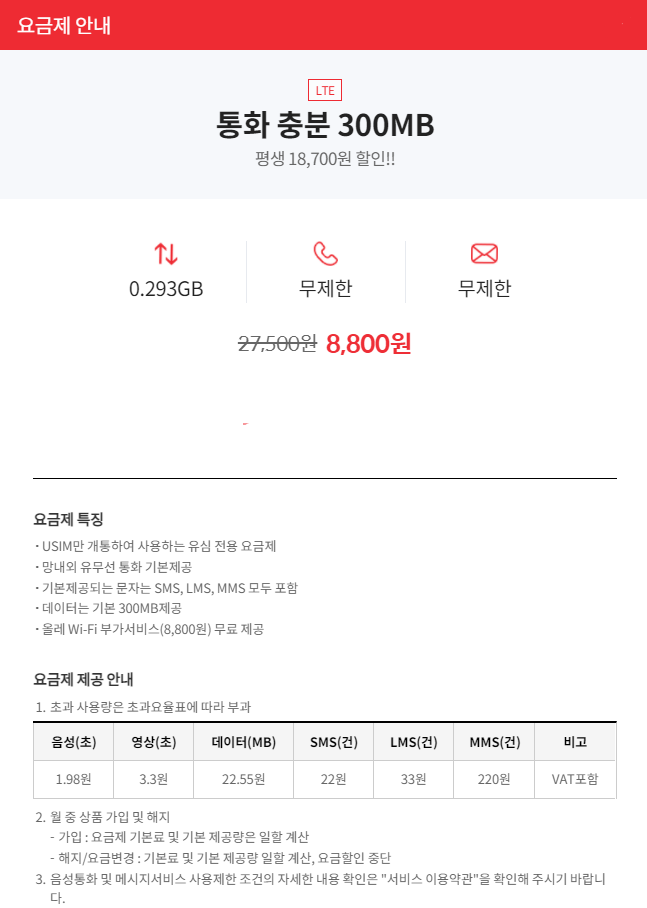 요금제 안내
LTE
통화 충분 300MB
평생 18,700원 할인!!
0.293GB 무제한 무제한
27,500원 8,800원
요금제 특징
· USIM만 개통하여 사용하는 유심 전용 요금제
· 망내외 유무선 통화 기본제공
· 기본제공되는 문자는 SMS, LMS, MMS 모두 포함
· 데이터는 기본 300MB제공
· 올레 Wi-Fi 부가서비스(8,800원) 무료 제공
요금제 제공 안내
1. 초과 사용량은 초과요율표에 따라 부과
음성(초) 영상(초) 데이터(MB) SMS(건) LMS(건) MMS(건) 비고
1.98원 3.3원 22.55원 22원 33원 220원 VAT포함
2. 월 중 상품 가입 및 해지
- 가입 : 요금제 기본료 및 기본 제공량은 일할 계산
- 해지/요금변경 : 기본료 및 기본 제공량 일할 계산, 요금할인 중단
3. 음성통화 및 메시지서비스 사용제한 조건의 자세한 내용 확인은 "서비스 이용약관"을 확인해 주시기 바랍니
다.